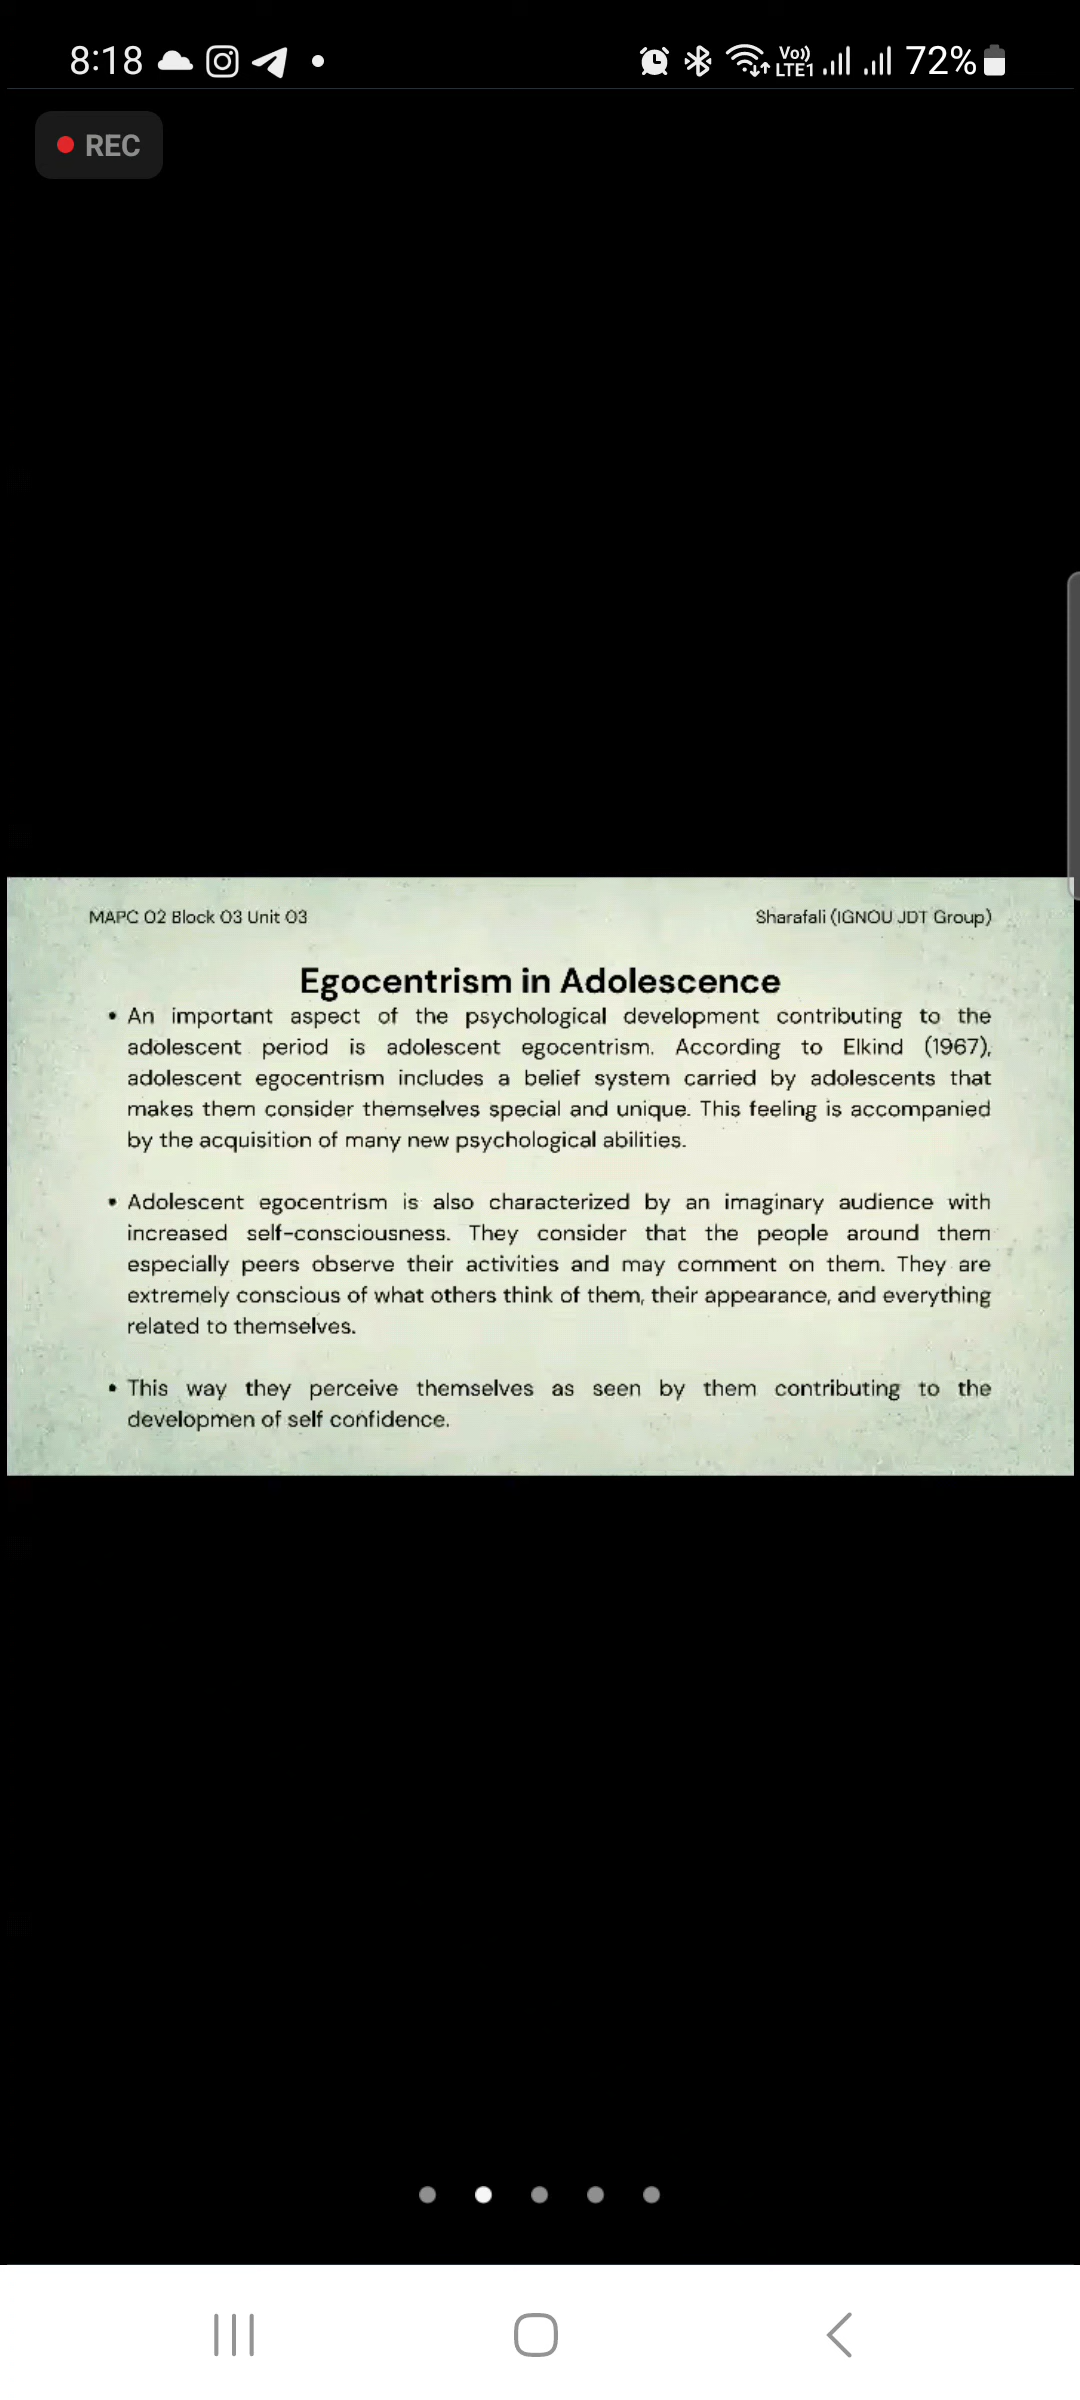 8:18 72%
Vo)) LTE1
REC
MAPC 02 Block 03 Unit 03 Sharafali (IGNOU JDT Group)
Egocentrism in Adolescence
• An important aspect of the psychological development contributing to the
adolescent period is adolescent egocentrism. According to Elkind (1967),
adolescent egocentrism includes a belief system carried by adolescents that
makes them consider themselves special and unique. This feeling is accompanied
by the acquisition of many new psychological abilities.
• Adolescent egocentrism is also characterized by an imaginary audience with
increased self-consciousness. They consider that the people around them
especially peers observe their activities and may comment on them. They are
extremely conscious of what others think of them, their appearance, and everything
related to themselves.
• This way they perceive themselves as seen by them contributing to the
developmen of self confidence.